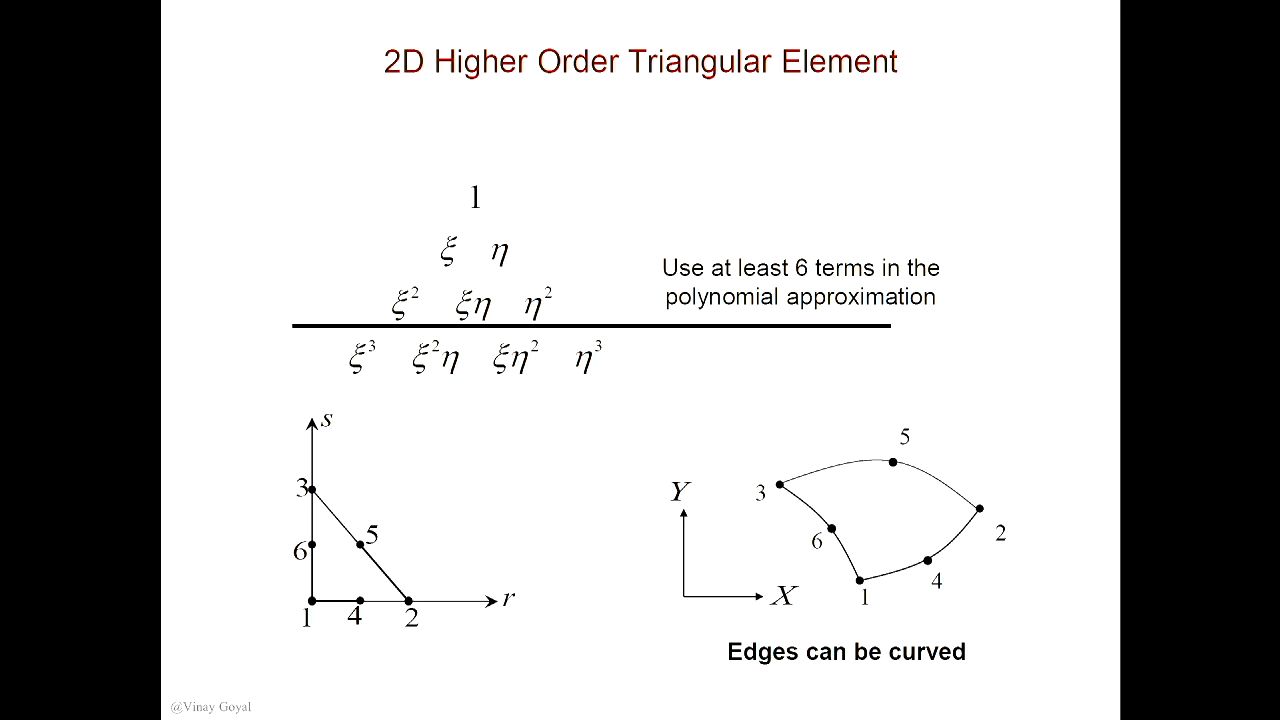 2D Higher Order Triangular Element
1
ξ η
Use at least 6 terms in the
polynomial approximation
ξ² ξη η²
ξ³ ξ²η ξη² η³
s
3
6
5
1 4 2
r
Y
X
5
3
2
6
4
1
Edges can be curved
@Vinay Goyal